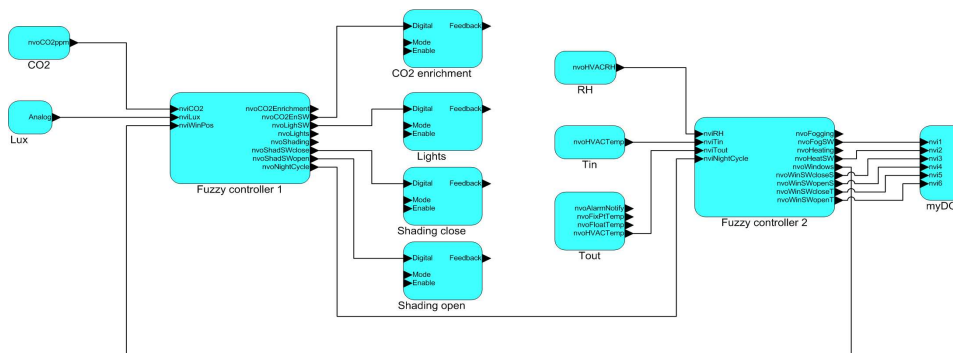 nvoCO2ppm
CO2
Analog
Lux
nviCO2
nviLux
nviWinPos
nvoCO2Enrichment
nvoCO2EnSW
nvoLighSW
nvoLights
nvoShading
nvoShadSWclose
nvoShadSWopen
nvoNightCycle
Fuzzy controller 1
Digital Feedback
Mode
Enable
CO2 enrichment
Digital Feedback
Mode
Enable
Lights
Digital Feedback
Mode
Enable
Shading close
Digital Feedback
Mode
Enable
Shading open
nvoHVACRH
RH
nvoHVACTemp
Tin
nvoAlarmNotify
nvoFixPtTemp
nvoFloatTemp
nvoHVACTemp
Tout
nviRH
nviTin
nviTout
nviNightCycle
nvoFogging
nvoFogSW
nvoHeating
nvoHeatSW
nvoWindows
nvoWinSWcloseS
nvoWinSWopenS
nvoWinSWcloseT
nvoWinSWopenT
Fuzzy controller 2
nvi1
nvi2
nvi3
nvi4
nvi5
nvi6